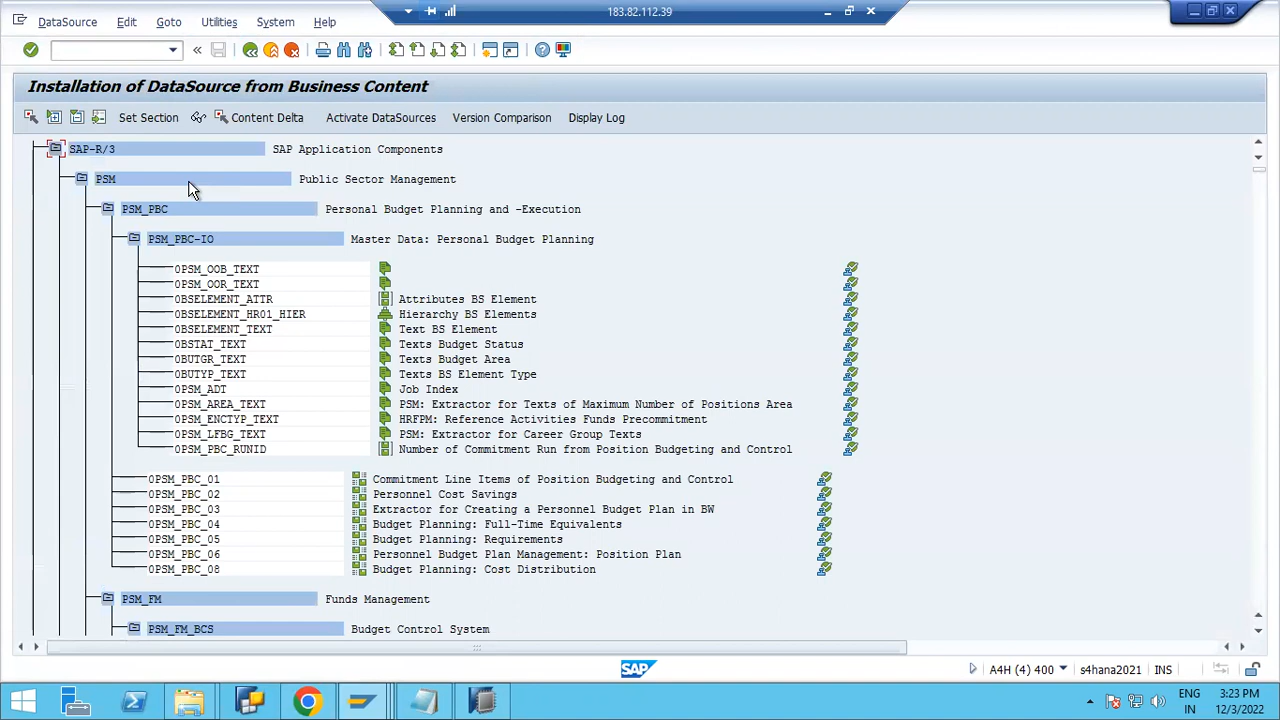 183.82.112.39
DataSource Edit Goto Utilities System Help
Installation of DataSource from Business Content
Set Section Content Delta Activate DataSources Version Comparison Display Log
SAP-R/3 SAP Application Components
PSM Public Sector Management
PSM_PBC Personal Budget Planning and -Execution
PSM_PBC-IO Master Data: Personal Budget Planning
0PSM_OOB_TEXT
0PSM_OOR_TEXT
0BSELEMENT_ATTR Attributes BS Element
0BSELEMENT_HR01_HIER Hierarchy BS Elements
0BSELEMENT_TEXT Text BS Element
0BSTAT_TEXT Texts Budget Status
0BUTGR_TEXT Texts Budget Area
0BUTYP_TEXT Texts BS Element Type
0PSM_ADT Job Index
0PSM_AREA_TEXT PSM: Extractor for Texts of Maximum Number of Positions Area
0PSM_ENCTYP_TEXT HRFPM: Reference Activities Funds Precommitment
0PSM_LFBG_TEXT PSM: Extractor for Career Group Texts
0PSM_PBC_RUNID Number of Commitment Run from Position Budgeting and Control
0PSM_PBC_01 Commitment Line Items of Position Budgeting and Control
0PSM_PBC_02 Personnel Cost Savings
0PSM_PBC_03 Extractor for Creating a Personnel Budget Plan in BW
0PSM_PBC_04 Budget Planning: Full-Time Equivalents
0PSM_PBC_05 Budget Planning: Requirements
0PSM_PBC_06 Personnel Budget Plan Management: Position Plan
0PSM_PBC_08 Budget Planning: Cost Distribution
PSM_FM Funds Management
PSM_FM_BCS Budget Control System
SAP A4H (4) 400 s4hana2021 INS
ENG 3:23 PM
IN 12/3/2022